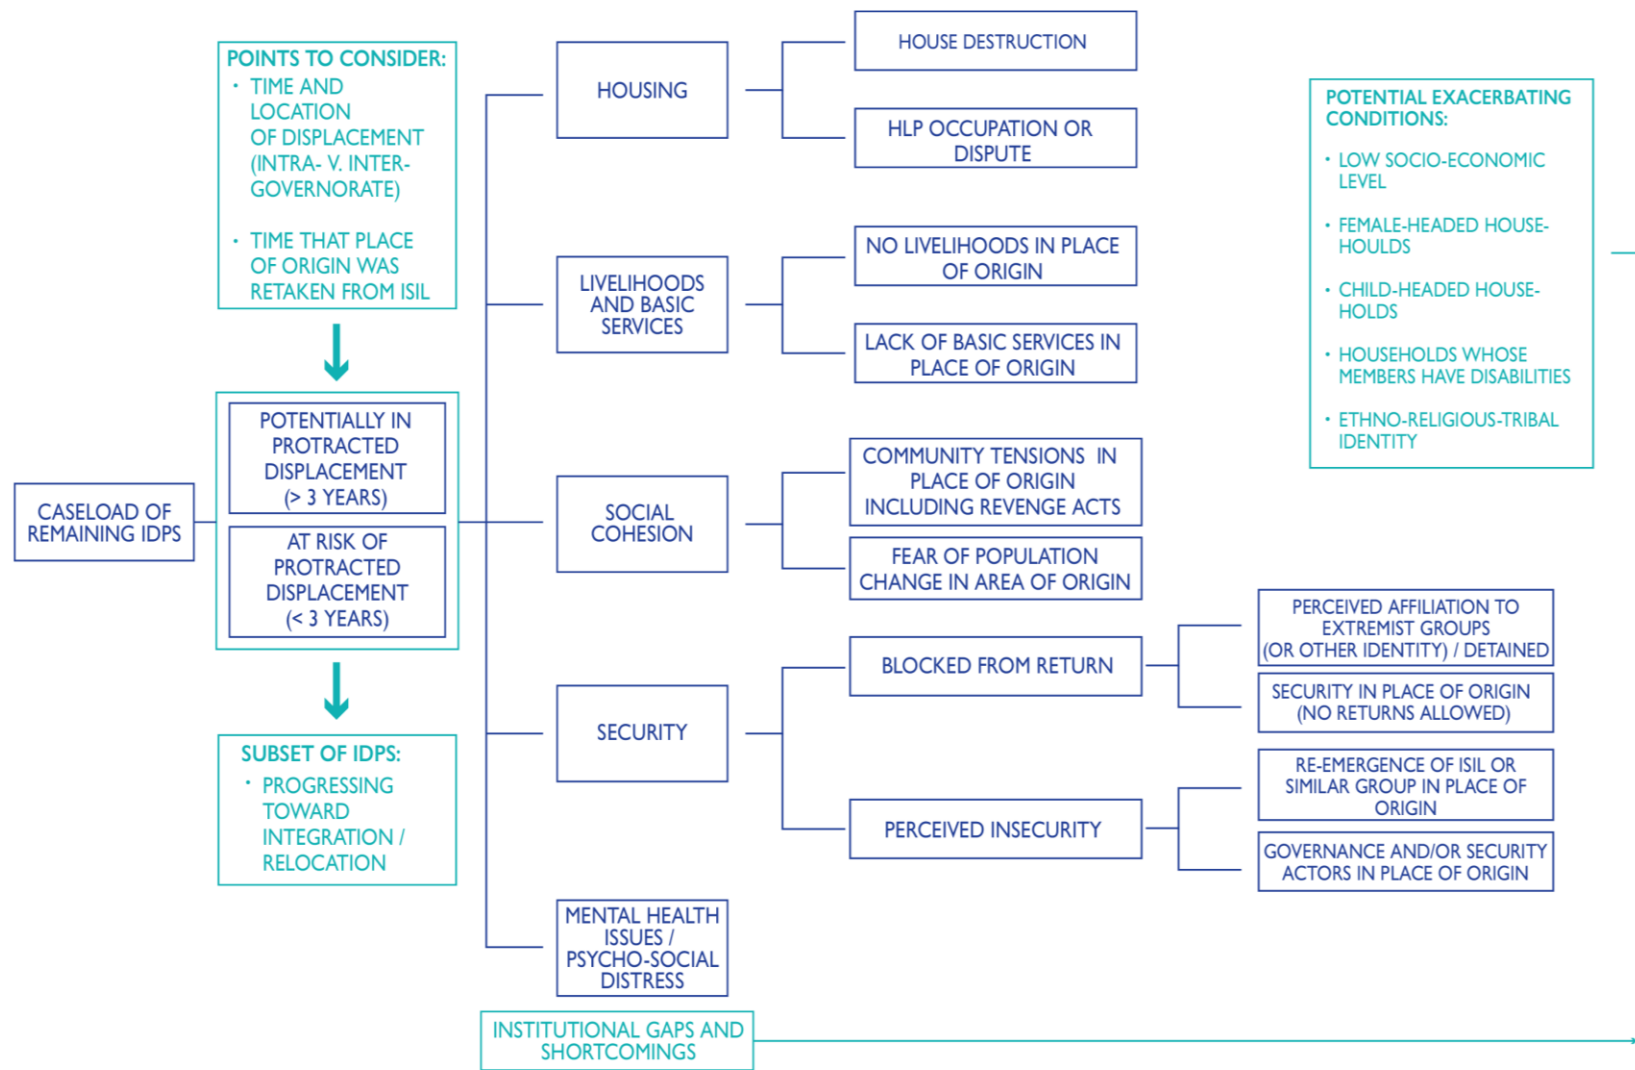 POINTS TO CONSIDER:
· TIME AND
LOCATION
OF DISPLACEMENT
(INTRA- V. INTER-
GOVERNORATE)
· TIME THAT PLACE
OF ORIGIN WAS
RETAKEN FROM ISIL
CASELOAD OF
REMAINING IDPS
POTENTIALLY IN
PROTRACTED
DISPLACEMENT
(> 3 YEARS)
AT RISK OF
PROTRACTED
DISPLACEMENT
(< 3 YEARS)
SUBSET OF IDPS:
· PROGRESSING
TOWARD
INTEGRATION /
RELOCATION
HOUSING
HOUSE DESTRUCTION
HLP OCCUPATION OR
DISPUTE
LIVELIHOODS
AND BASIC
SERVICES
NO LIVELIHOODS IN PLACE
OF ORIGIN
LACK OF BASIC SERVICES IN
PLACE OF ORIGIN
SOCIAL
COHESION
COMMUNITY TENSIONS IN
PLACE OF ORIGIN
INCLUDING REVENGE ACTS
FEAR OF POPULATION
CHANGE IN AREA OF ORIGIN
SECURITY
BLOCKED FROM RETURN
PERCEIVED AFFILIATION TO
EXTREMIST GROUPS
(OR OTHER IDENTITY) / DETAINED
SECURITY IN PLACE OF ORIGIN
(NO RETURNS ALLOWED)
PERCEIVED INSECURITY
RE-EMERGENCE OF ISIL OR
SIMILAR GROUP IN PLACE OF
ORIGIN
GOVERNANCE AND/OR SECURITY
ACTORS IN PLACE OF ORIGIN
MENTAL HEALTH
ISSUES /
PSYCHO-SOCIAL
DISTRESS
INSTITUTIONAL GAPS AND
SHORTCOMINGS
POTENTIAL EXACERBATING
CONDITIONS:
· LOW SOCIO-ECONOMIC
LEVEL
· FEMALE-HEADED HOUSE-
HOULDS
· CHILD-HEADED HOUSE-
HOLDS
· HOUSEHOLDS WHOSE
MEMBERS HAVE DISABILITIES
· ETHNO-RELIGIOUS-TRIBAL
IDENTITY